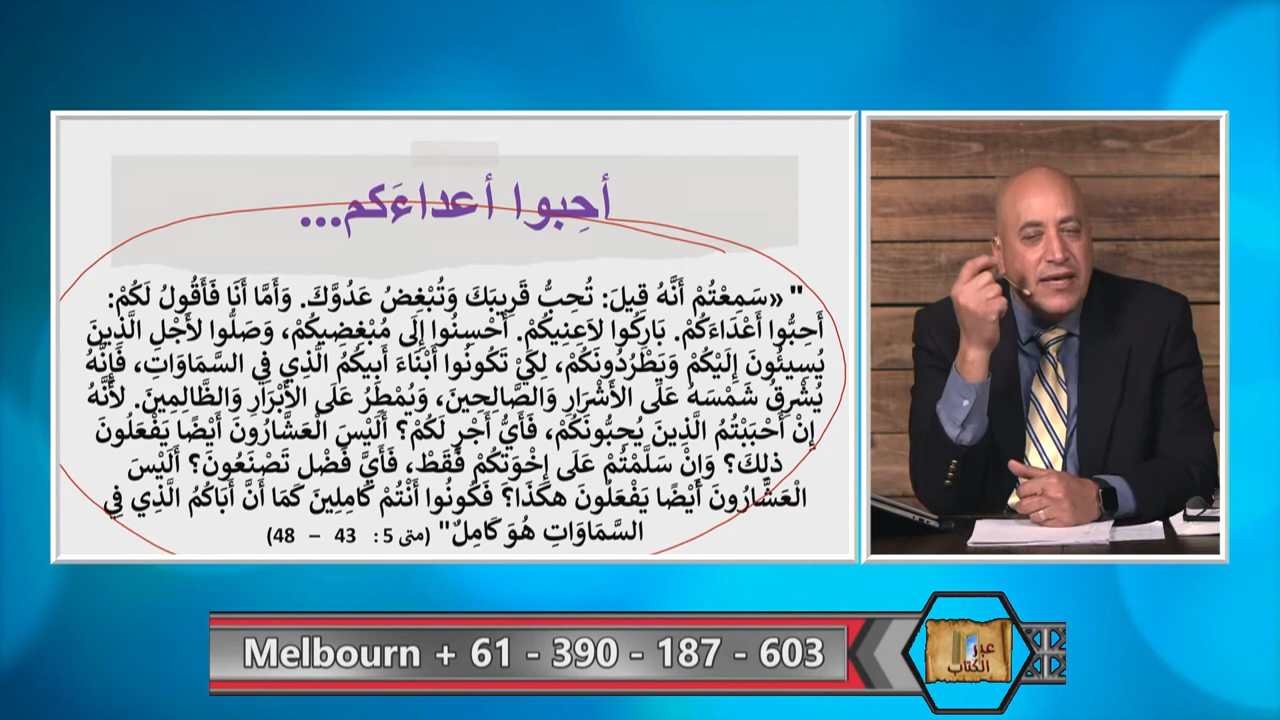 أحِبوا أعداءَكم...
" «سَمِعْتُمْ أَنَّهُ قِيلَ: تُحِبُّ قَرِيبَكَ وَتُبْغِضُ عَدُوَّكَ. وَأَمَّا أَنَا فَأَقُولُ لَكُمْ:
أَحِبُّوا أَعْدَاءَكُمْ. بَارِكُوا لاَعِنِيكُمْ. أَحْسِنُوا إِلَى مُبْغِضِيكُمْ، وَصَلُّوا لأَجْلِ الَّذِينَ
يُسِيئُونَ إِلَيْكُمْ وَيَطْرُدُونَكُمْ، لِكَيْ تَكُونُوا أَبْنَاءَ أَبِيكُمُ الَّذِي فِي السَّمَاوَاتِ، فَإِنَّهُ
يُشْرِقُ شَمْسَهُ عَلَى الأَشْرَارِ وَالصَّالِحِينَ، وَيُمْطِرُ عَلَى الأَبْرَارِ وَالظَّالِمِينَ. لأَنَّهُ
إِنْ أَحْبَبْتُمُ الَّذِينَ يُحِبُّونَكُمْ، فَأَيُّ أَجْرٍ لَكُمْ؟ أَلَيْسَ الْعَشَّارُونَ أَيْضًا يَفْعَلُونَ
ذلِكَ؟ وَإِنْ سَلَّمْتُمْ عَلَى إِخْوَتِكُمْ فَقَطْ، فَأَيَّ فَضْل تَصْنَعُونَ؟ أَلَيْسَ
الْعَشَّارُونَ أَيْضًا يَفْعَلُونَ هكَذَا؟ فَكُونُوا أَنْتُمْ كَامِلِينَ كَمَا أَنَّ أَبَاكُمُ الَّذِي فِي
السَّمَاوَاتِ هُوَ كَامِلٌ" (متى 5 : 43 – 48)
Melbourn + 61 - 390 - 187 - 603
عبر
الكتاب